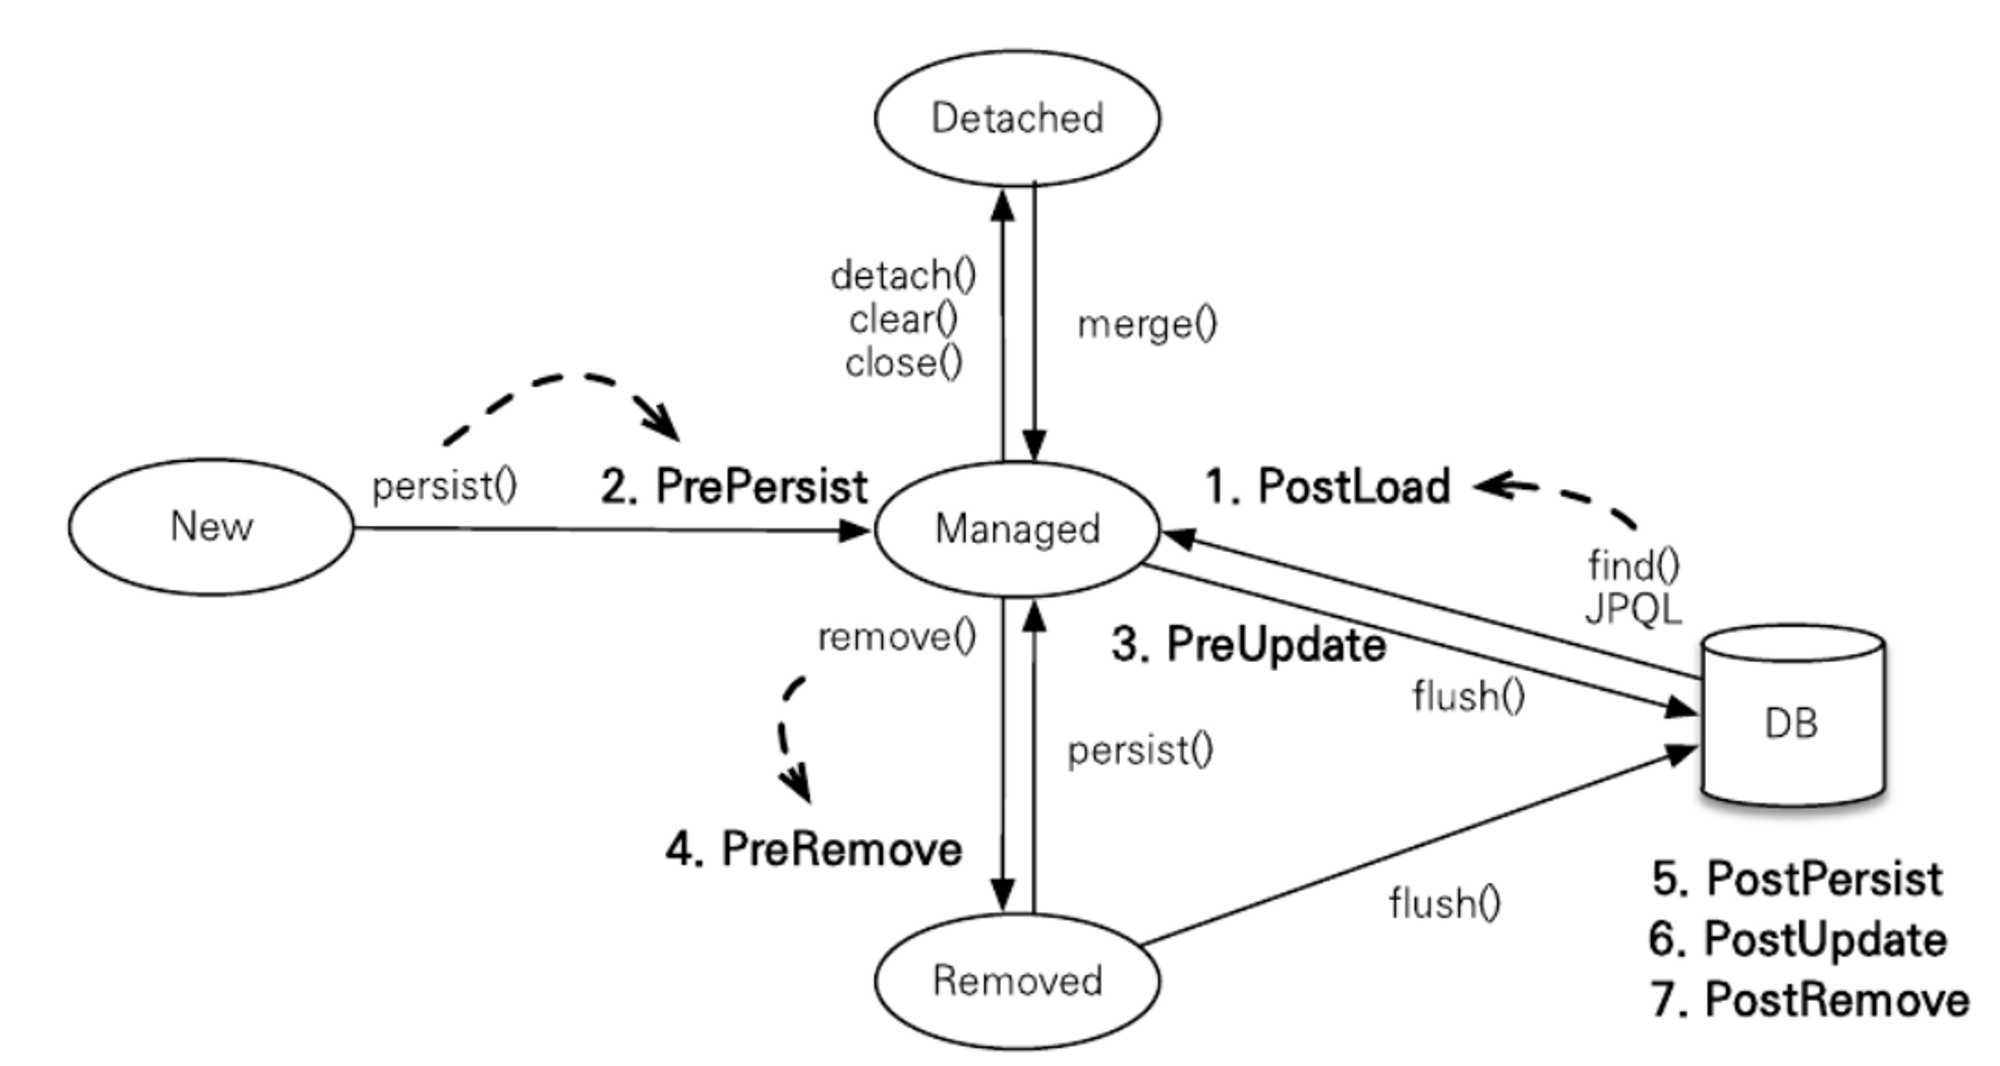 Detached
detach()
clear()
close()
merge()
persist()
2. PrePersist
1. PostLoad
New
Managed
find()
JPQL
remove()
3. PreUpdate
flush()
DB
persist()
4. PreRemove
flush()
5. PostPersist
6. PostUpdate
7. PostRemove
Removed